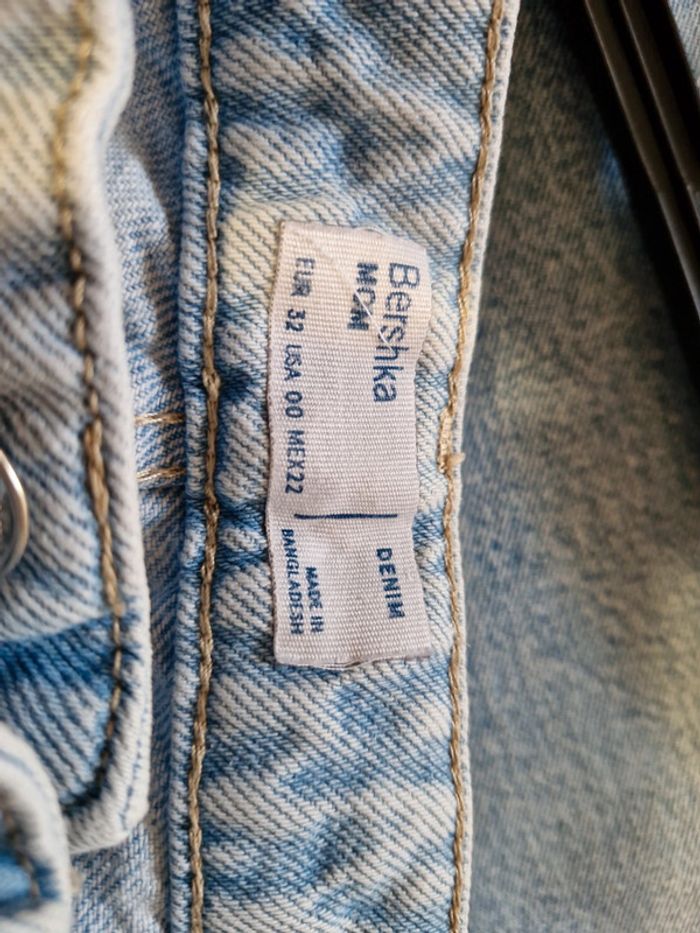 Bershka
MOM
EUR 32 USA 00 MEX22
DENIM
MADE IN
BANGLADESH